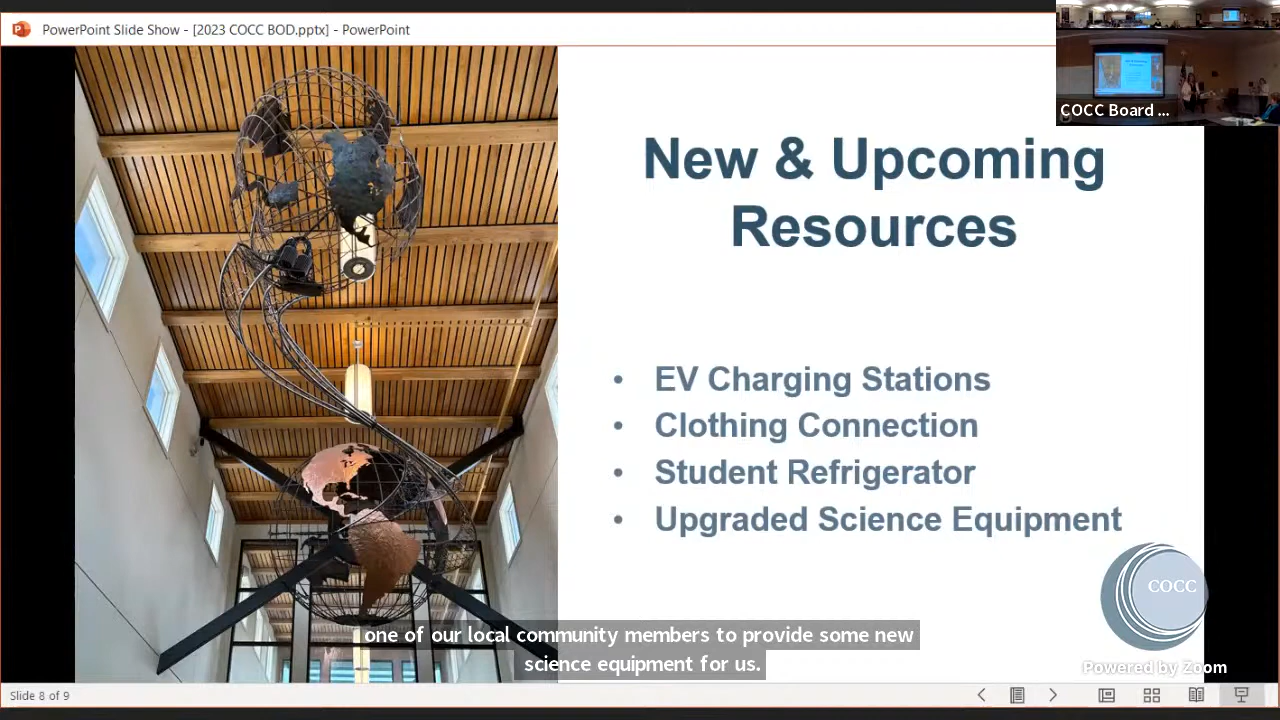 PowerPoint Slide Show - [2023 COCC BOD.pptx] - PowerPoint
COCC Board ...
New & Upcoming
Resources
• EV Charging Stations
• Clothing Connection
• Student Refrigerator
• Upgraded Science Equipment
COCC
one of our local community members to provide some new
science equipment for us.
Powered by Zoom
Slide 8 of 9